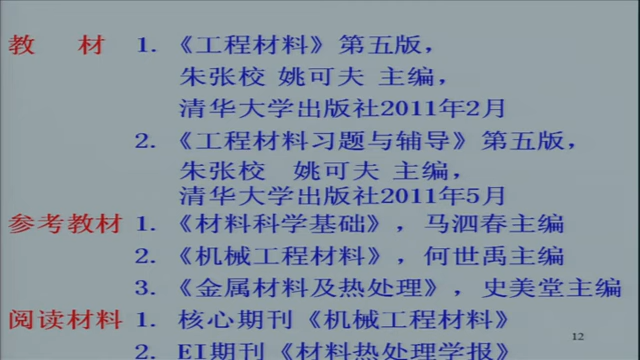 教 材 1. 《工程材料》第五版，
朱张校 姚可夫 主编，
清华大学出版社2011年2月
2. 《工程材料习题与辅导》第五版，
朱张校 姚可夫 主编，
清华大学出版社2011年5月
参考教材 1. 《材料科学基础》，马泗春主编
2. 《机械工程材料》，何世禹主编
3. 《金属材料及热处理》，史美堂主编
阅读材料 1. 核心期刊《机械工程材料》
12
2. EI期刊《材料热处理学报》